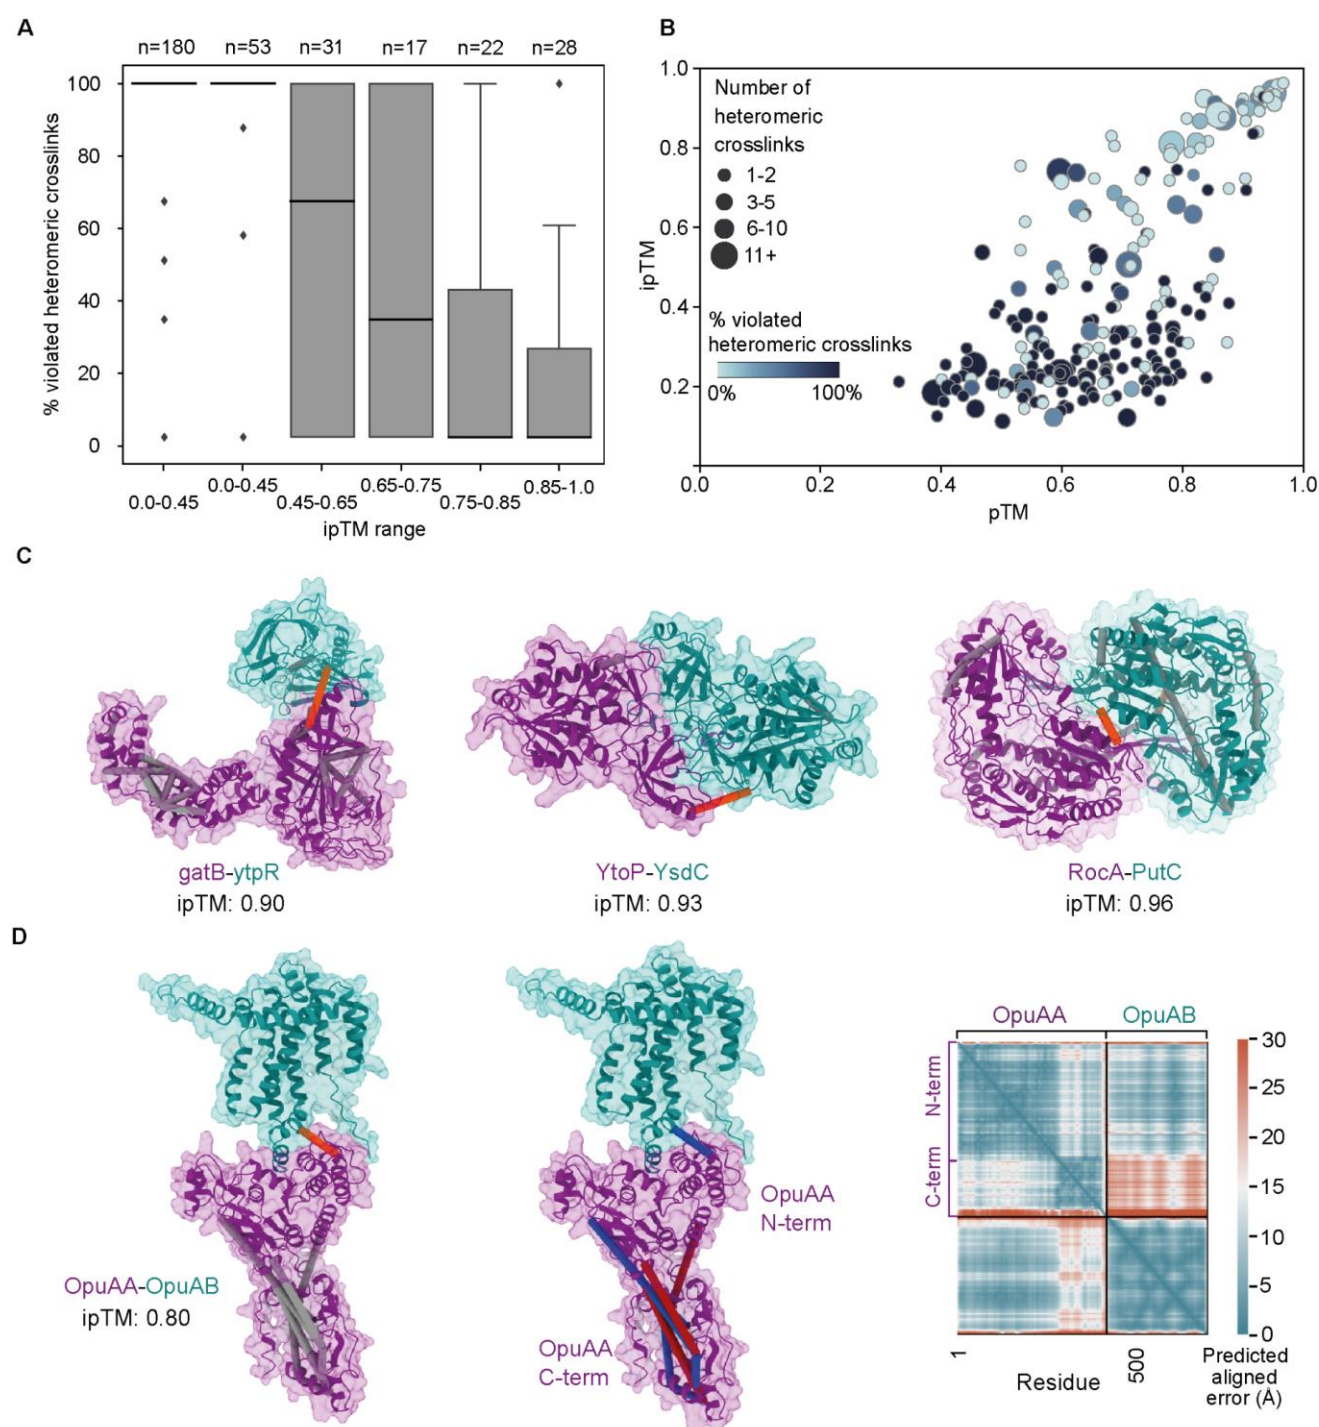 A
n=180 n=53 n=31 n=17 n=22 n=28
% violated heteromeric crosslinks
100
80
60
40
20
0
0.0-0.45
0.0-0.45
0.45-0.65
0.65-0.75
0.75-0.85
0.85-1.0
ipTM range
B
1.0
0.8
0.6
0.4
0.2
ipTM
Number of
heteromeric
crosslinks
1-2
3-5
6-10
11+
% violated
heteromeric crosslinks
0% 100%
0.0 0.2 0.4 0.6 0.8 1.0
pTM
C
gatB-ytpR
ipTM: 0.90
YtoP-YsdC
ipTM: 0.93
RocA-PutC
ipTM: 0.96
D
OpuAA-OpuAB
ipTM: 0.80
OpuAA
N-term
OpuAA
C-term
OpuAA OpuAB
N-term
C-term
1
500
Residue
30
25
20
15
10
5
0
Predicted
aligned
error (Å)